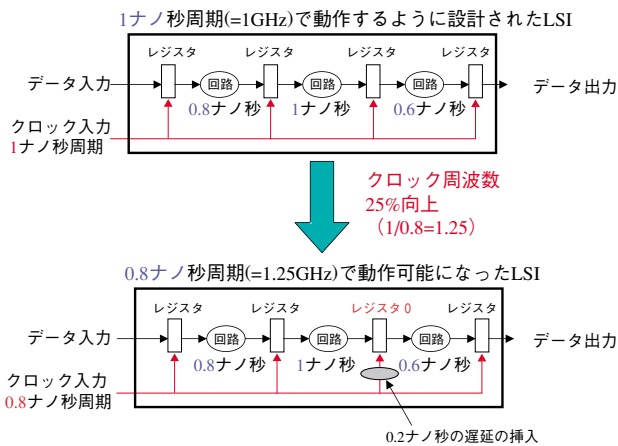 1ナノ秒周期(=1GHz)で動作するように設計されたLSI
レジスタ レジスタ レジスタ レジスタ
データ入力 回路 回路 回路 データ出力
0.8ナノ秒 1ナノ秒 0.6ナノ秒
クロック入力
1ナノ秒周期
クロック周波数
25%向上
（1/0.8=1.25）
0.8ナノ秒周期(=1.25GHz)で動作可能になったLSI
レジスタ レジスタ レジスタ0 レジスタ
データ入力 回路 回路 回路 データ出力
0.8ナノ秒 1ナノ秒 0.6ナノ秒
クロック入力
0.8ナノ秒周期
0.2ナノ秒の遅延の挿入